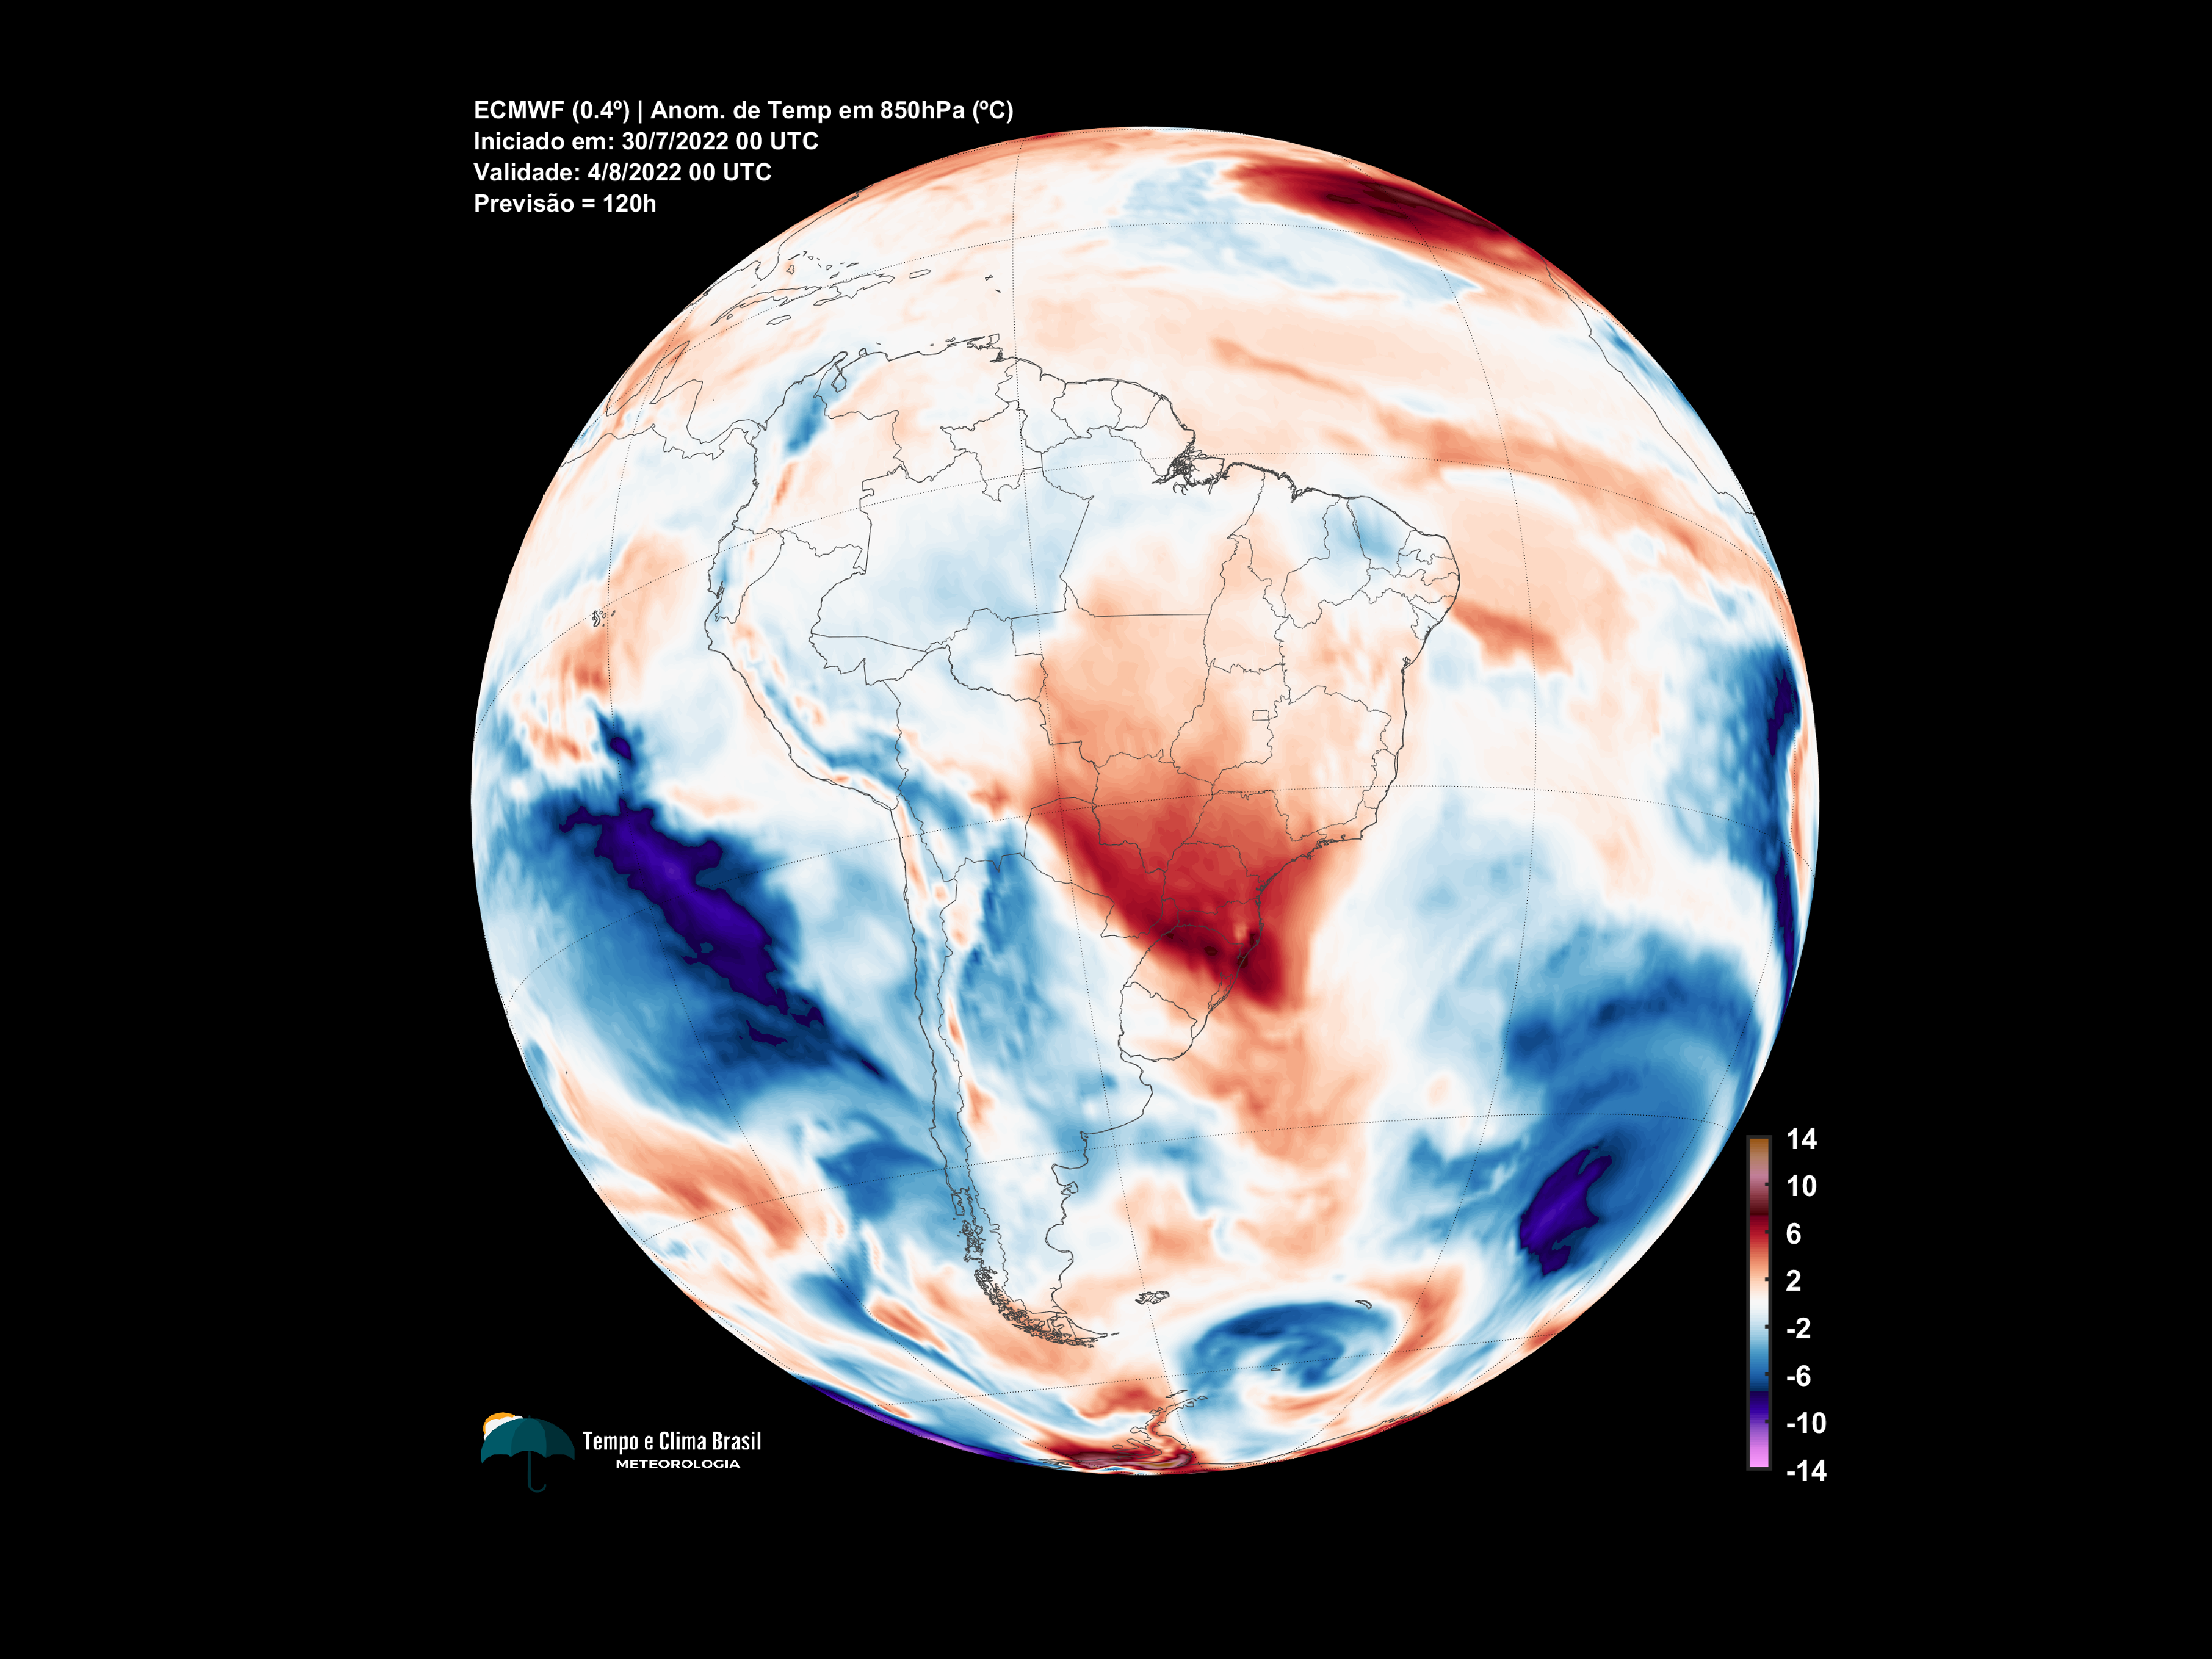 ECMWF (0.4º) | Anom. de Temp em 850hPa (ºC)
Iniciado em: 30/7/2022 00 UTC
Validade: 4/8/2022 00 UTC
Previsão = 120h
14
10
6
2
-2
-6
-10
-14
Tempo e Clima Brasil
METEOROLOGIA